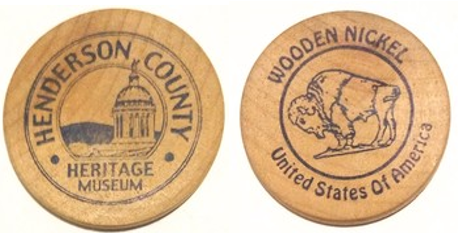 HENDERSON COUNTY
HERITAGE
MUSEUM
WOODEN NICKEL
United States Of America